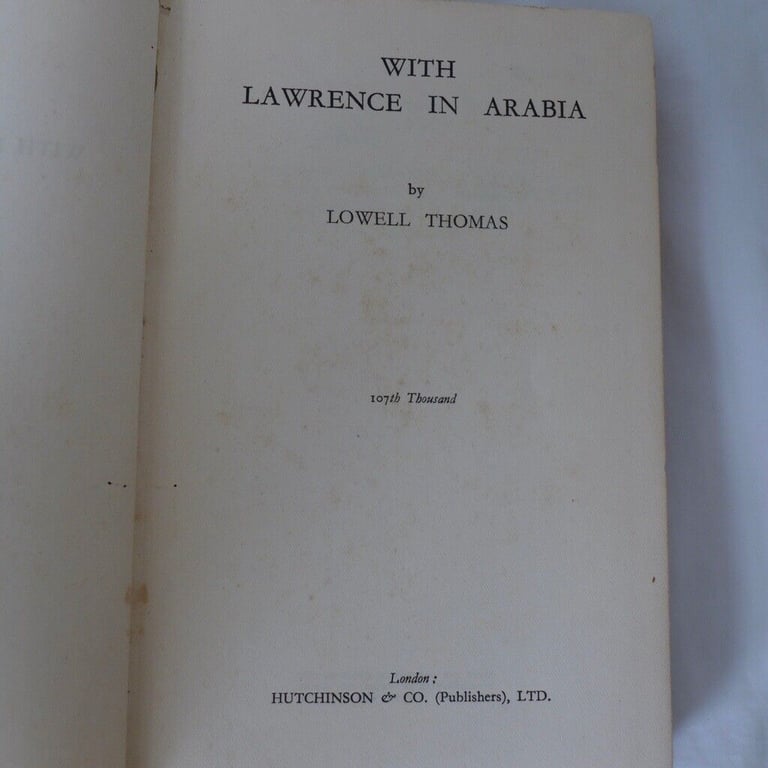 WITH
LAWRENCE IN ARABIA
by
LOWELL THOMAS
107th Thousand
London:
HUTCHINSON & CO. (Publishers), LTD.